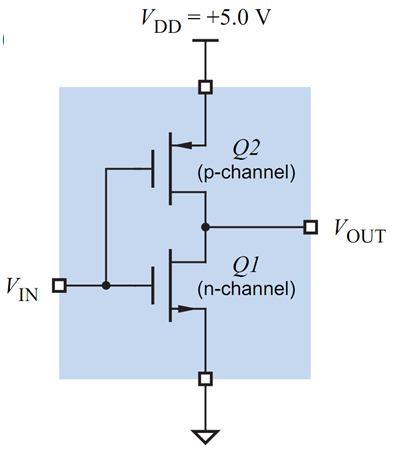 VDD = +5.0 V
Q2
(p-channel)
VOUT
Q1
(n-channel)
VIN